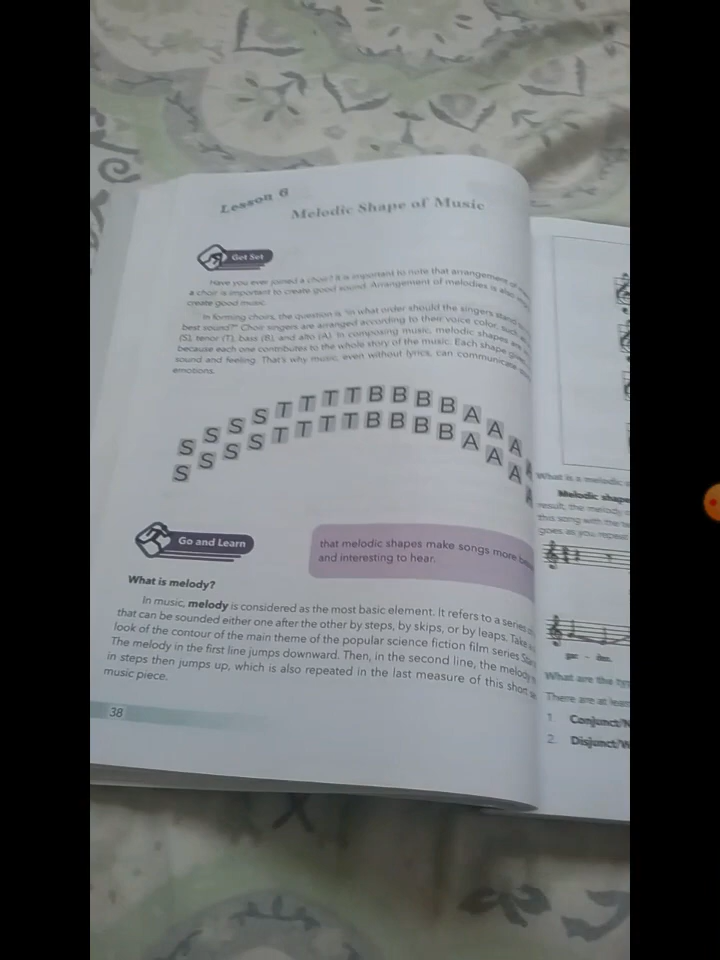 Lesson 6
Melodic Shape of Music
Get Set
Have you ever joined a choir? It is important to note that arrangement of
a choir is important to create good sound. Arrangement of melodies is also
create good music.
In forming choirs, the question is "in what order should the singers stand
best sound?" Choir singers are arranged according to their voice color, such
(S), tenor (T), bass (B), and alto (A). In composing music, melodic shapes are
because each one contributes to the whole story of the music. Each shape
sound and feeling. That's why music, even without lyrics, can communicate
emotions.
S S S S T T T T B B B B A A A A
S S S S T T T T B B B B A A A A
Go and Learn
that melodic shapes make songs more
and interesting to hear.
What is melody?
In music, melody is considered as the most basic element. It refers to a series
that can be sounded either one after the other by steps, by skips, or by leaps. Take
look of the contour of the main theme of the popular science fiction film series
The melody in the first line jumps downward. Then, in the second line, the melody
in steps then jumps up, which is also repeated in the last measure of this short
music piece.
38
What is a melodic
Melodic shape
result, the melody
this song with the
goes as you repeat
What are the
There are at
1. Conjunct/
2. Disjunct/